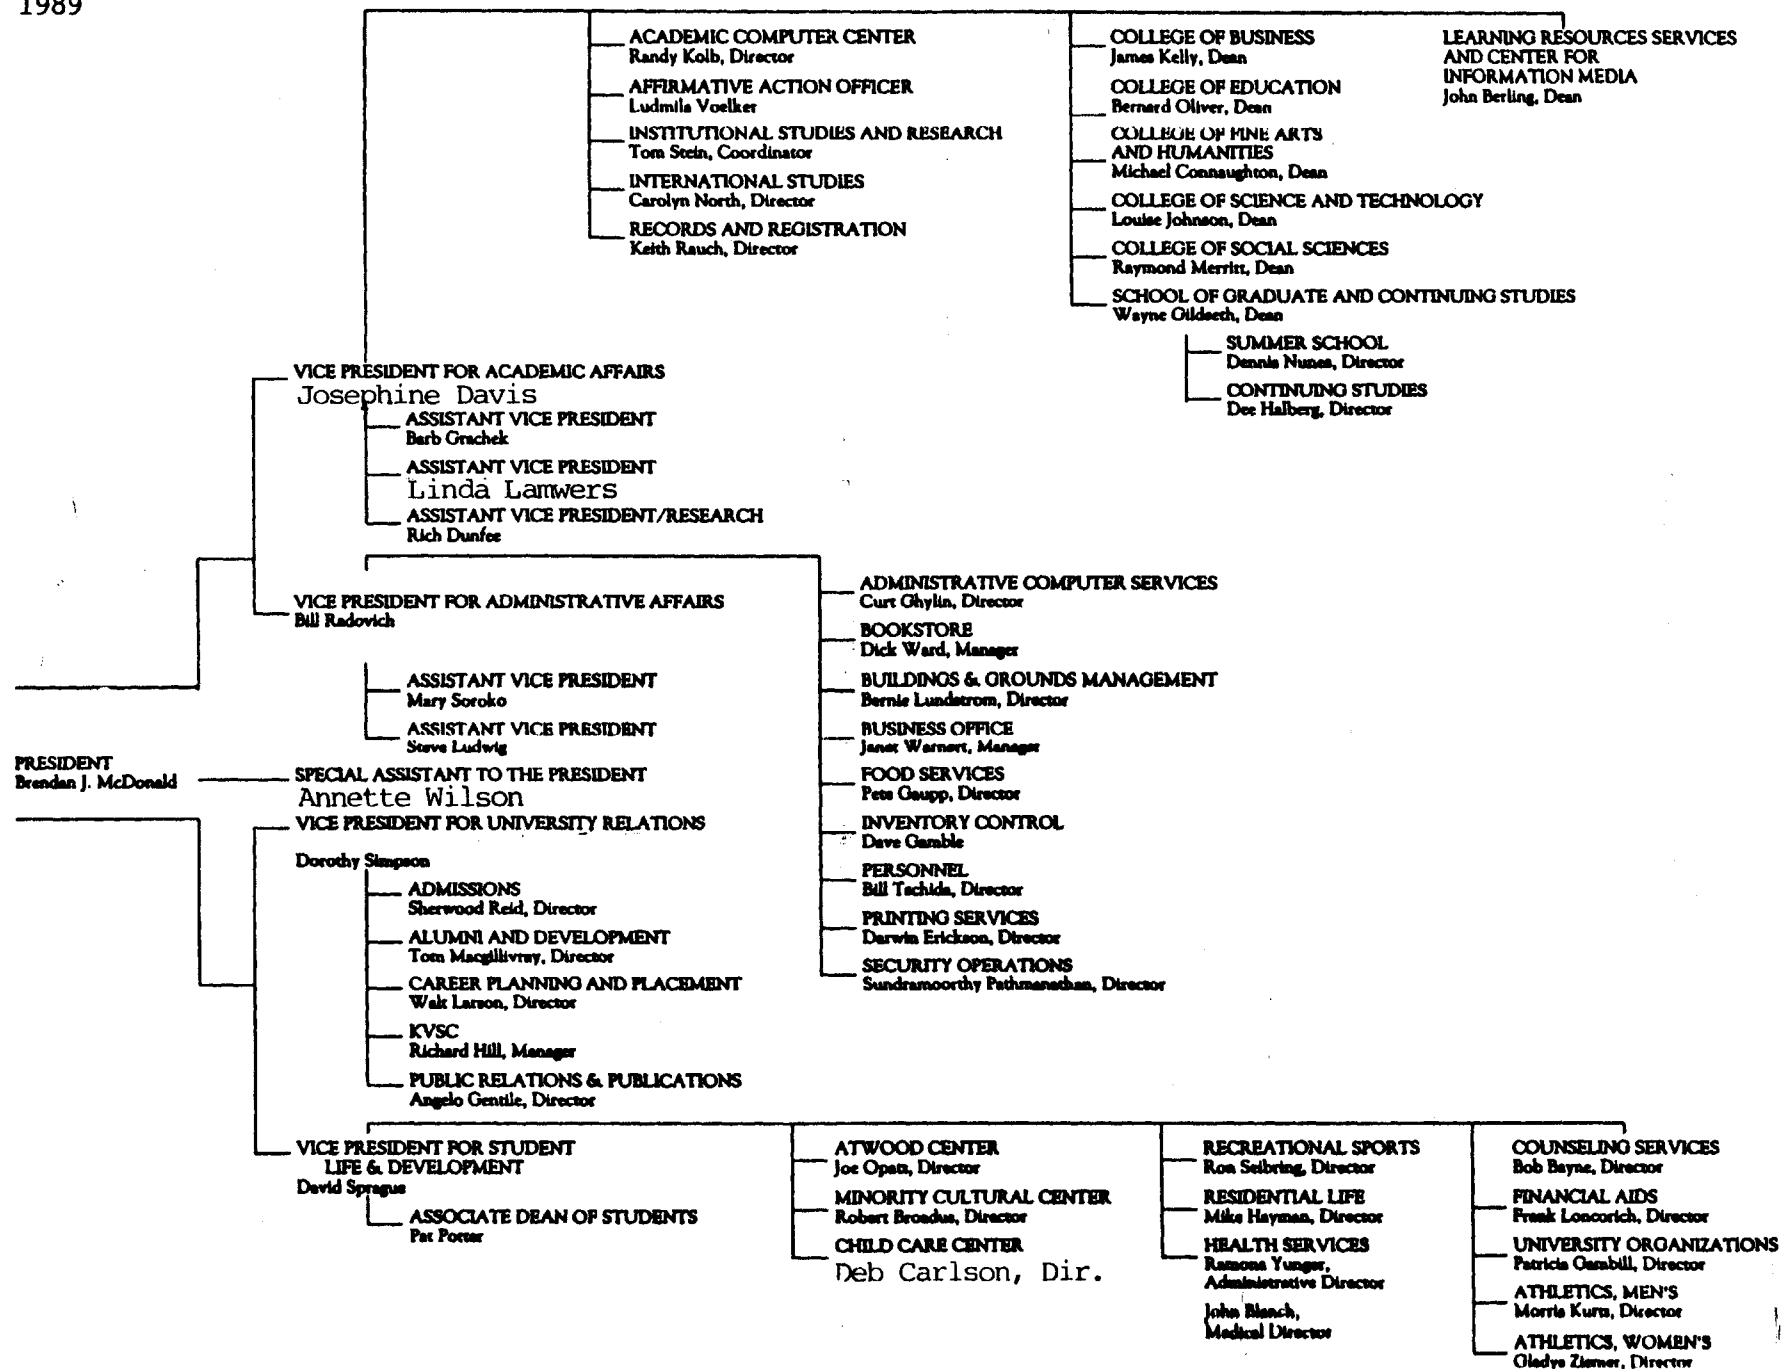 1989
ACADEMIC COMPUTER CENTER
Randy Kolb, Director
AFFIRMATIVE ACTION OFFICER
Ludmila Voelker
INSTITUTIONAL STUDIES AND RESEARCH
Tom Stein, Coordinator
INTERNATIONAL STUDIES
Carolyn North, Director
RECORDS AND REGISTRATION
Keith Rauch, Director
COLLEGE OF BUSINESS
James Kelly, Dean
COLLEGE OF EDUCATION
Bernard Oliver, Dean
COLLEGE OF FINE ARTS
AND HUMANITIES
Michael Connaughton, Dean
COLLEGE OF SCIENCE AND TECHNOLOGY
Louise Johnson, Dean
COLLEGE OF SOCIAL SCIENCES
Raymond Merritt, Dean
SCHOOL OF GRADUATE AND CONTINUING STUDIES
Wayne Gildseth, Dean
SUMMER SCHOOL
Dennis Nunes, Director
CONTINUING STUDIES
Dee Halberg, Director
LEARNING RESOURCES SERVICES
AND CENTER FOR
INFORMATION MEDIA
John Berling, Dean
VICE PRESIDENT FOR ACADEMIC AFFAIRS
Josephine Davis
ASSISTANT VICE PRESIDENT
Barb Grachek
ASSISTANT VICE PRESIDENT
Linda Lamwers
ASSISTANT VICE PRESIDENT/RESEARCH
Rich Dunfee
VICE PRESIDENT FOR ADMINISTRATIVE AFFAIRS
Bill Radovich
ASSISTANT VICE PRESIDENT
Mary Soroko
ASSISTANT VICE PRESIDENT
Steve Ludwig
ADMINISTRATIVE COMPUTER SERVICES
Curt Ghylin, Director
BOOKSTORE
Dick Ward, Manager
BUILDINGS & GROUNDS MANAGEMENT
Bernie Lundstrom, Director
BUSINESS OFFICE
Janet Warnert, Manager
FOOD SERVICES
Pete Gaupp, Director
INVENTORY CONTROL
Dave Gamble
PERSONNEL
Bill Tschida, Director
PRINTING SERVICES
Darwin Erickson, Director
SECURITY OPERATIONS
Sundramoorthy Pathmanathan, Director
PRESIDENT
Brendan J. McDonald
SPECIAL ASSISTANT TO THE PRESIDENT
Annette Wilson
VICE PRESIDENT FOR UNIVERSITY RELATIONS
Dorothy Simpson
ADMISSIONS
Sherwood Reid, Director
ALUMNI AND DEVELOPMENT
Tom Macgillivray, Director
CAREER PLANNING AND PLACEMENT
Walt Larson, Director
KVSC
Richard Hill, Manager
PUBLIC RELATIONS & PUBLICATIONS
Angelo Gentile, Director
VICE PRESIDENT FOR STUDENT
LIFE & DEVELOPMENT
David Sprague
ASSOCIATE DEAN OF STUDENTS
Pat Porter
ATWOOD CENTER
Joe Opatz, Director
MINORITY CULTURAL CENTER
Robert Broadus, Director
CHILD CARE CENTER
Deb Carlson, Dir.
RECREATIONAL SPORTS
Ron Seibring, Director
RESIDENTIAL LIFE
Mike Hayman, Director
HEALTH SERVICES
Ramona Yunger,
Administrative Director
John Blanch,
Medical Director
COUNSELING SERVICES
Bob Bayne, Director
FINANCIAL AIDS
Frank Loncorich, Director
UNIVERSITY ORGANIZATIONS
Patricia Gambill, Director
ATHLETICS, MEN'S
Morris Kurtz, Director
ATHLETICS, WOMEN'S
Gladys Ziemer, Director